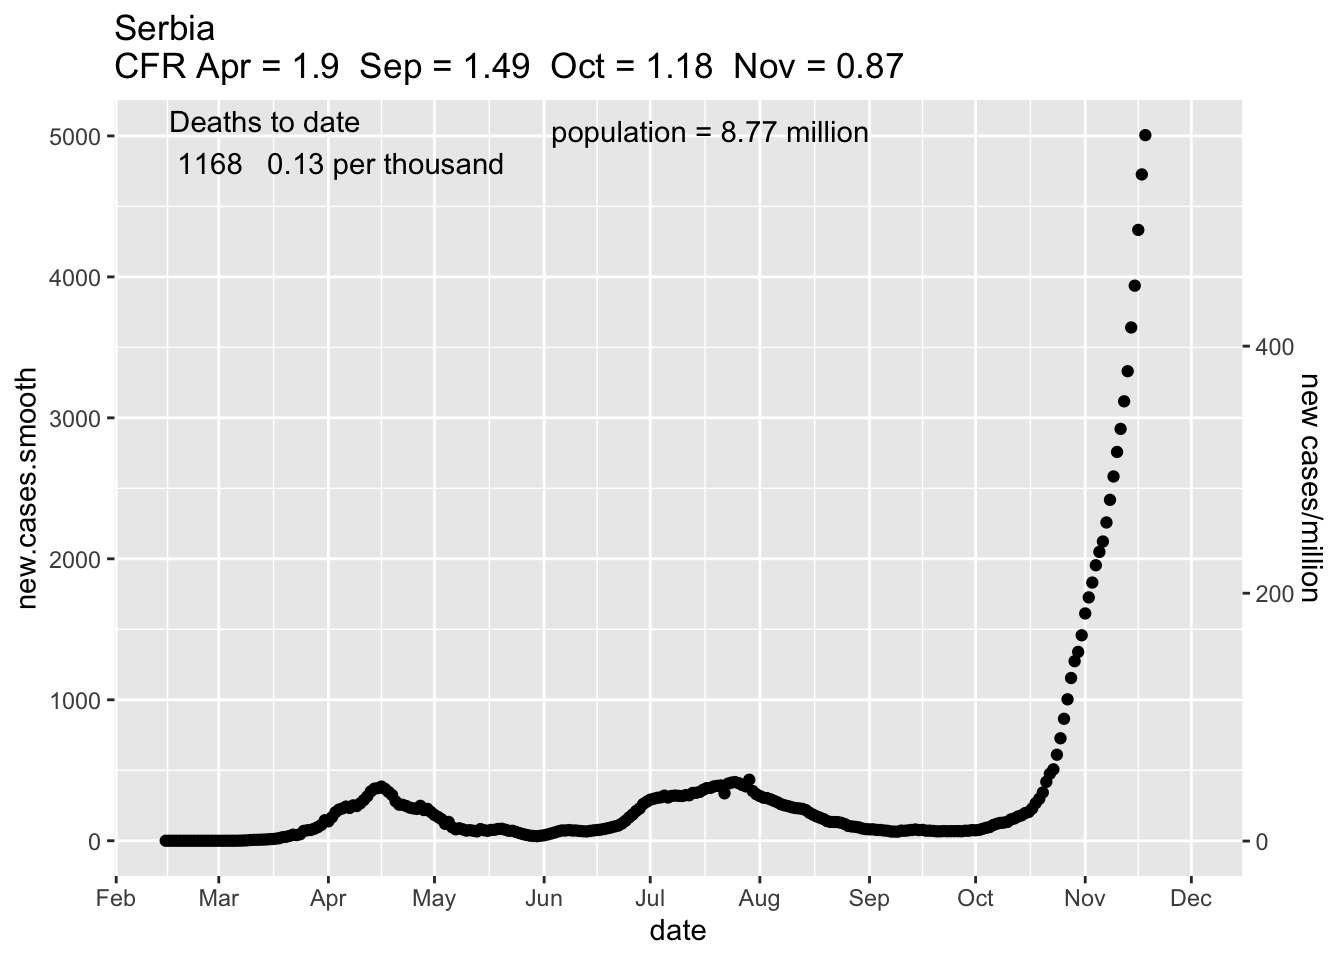 Serbia
CFR Apr = 1.9  Sep = 1.49  Oct = 1.18  Nov = 0.87
Deaths to date
1168   0.13 per thousand
population = 8.77 million
new.cases.smooth
5000
4000
3000
2000
1000
0
400
200
0
new cases/million
Feb Mar Apr May Jun Jul Aug Sep Oct Nov Dec
date